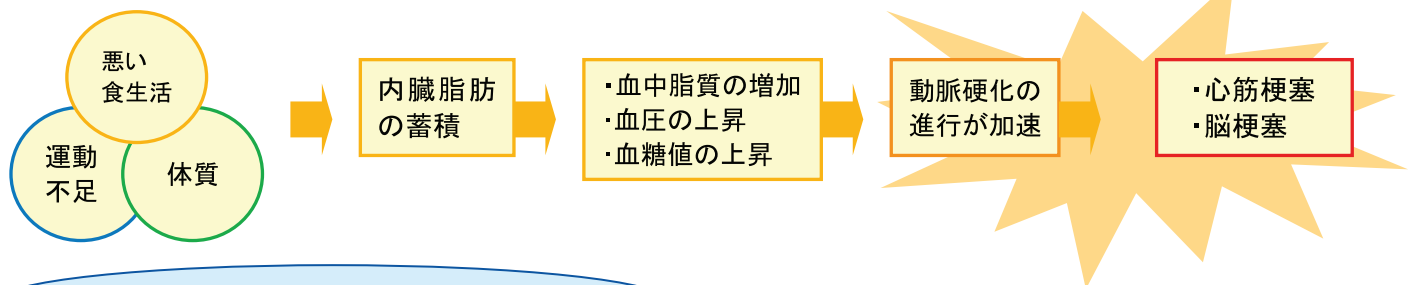 悪い
食生活
運動
不足
体質
内臓脂肪
の蓄積
・血中脂質の増加
・血圧の上昇
・血糖値の上昇
動脈硬化の
進行が加速
・心筋梗塞
・脳梗塞